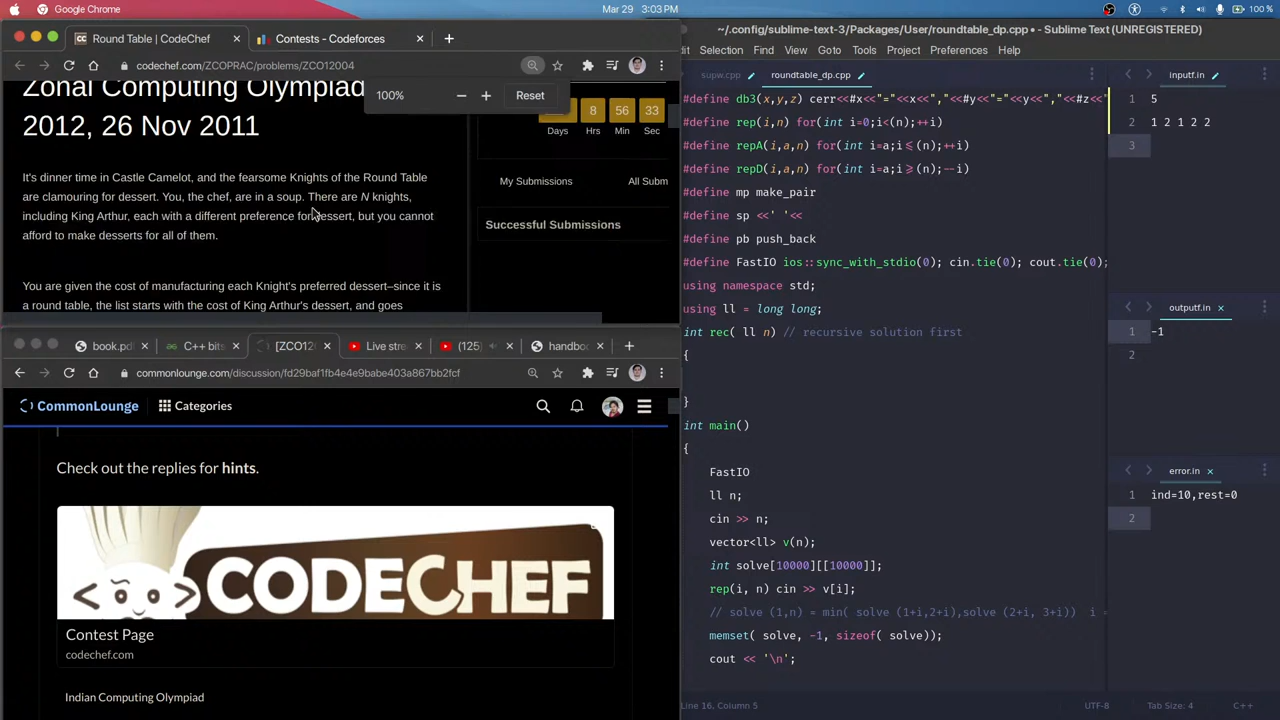 Google Chrome
Mar 29 3:03 PM
100 %
Round Table | CodeChef
Contests - Codeforces
codechef.com/ZCOPRAC/problems/ZCO12004
100%
Reset
Zonal Computing Olympiad
2012, 26 Nov 2011
It's dinner time in Castle Camelot, and the fearsome Knights of the Round Table
are clamouring for dessert. You, the chef, are in a soup. There are N knights,
including King Arthur, each with a different preference for dessert, but you cannot
afford to make desserts for all of them.
You are given the cost of manufacturing each Knight's preferred dessert–since it is
a round table, the list starts with the cost of King Arthur's dessert, and goes
8 56 33
Days Hrs Min Sec
My Submissions
All Subm
Successful Submissions
book.pd
C++ bits
[ZCO12
Live stre
(125)
handboo
commonlounge.com/discussion/fd29baf1fb4e4e9babe403a867bb2fcf
CommonLounge
Categories
Check out the replies for hints.
CODECHEF
Contest Page
codechef.com
Indian Computing Olympiad
~/.config/sublime-text-3/Packages/User/roundtable_dp.cpp • - Sublime Text (UNREGISTERED)
dit Selection Find View Goto Tools Project Preferences Help
supw.cpp
roundtable_dp.cpp
#define db3(x,y,z) cerr<<#x<<"="<<x<<","<<#y<<"="<<y<<","<<#z<<"
#define rep(i,n) for(int i=0;i<(n);++i)
#define repA(i,a,n) for(int i=a;i≤(n);++i)
#define repD(i,a,n) for(int i=a;i≥(n);--i)
#define mp make_pair
#define sp <<' '<<
#define pb push_back
#define FastIO ios::sync_with_stdio(0); cin.tie(0); cout.tie(0);
using namespace std;
using ll = long long;
int rec( ll n) // recursive solution first
{
}
int main()
{
FastIO
ll n;
cin >> n;
vector<ll> v(n);
int solve[10000][[10000]];
rep(i, n) cin >> v[i];
// solve (1,n) = min( solve (1+i,2+i),solve (2+i, 3+i)) i =
memset( solve, -1, sizeof( solve));
cout << '\n';
inputf.in
1 5
2 1 2 1 2 2
3
outputf.in
1 -1
2
error.in
1 ind=10,rest=0
2
Line 16, Column 5
UTF-8
Tab Size: 4
C++